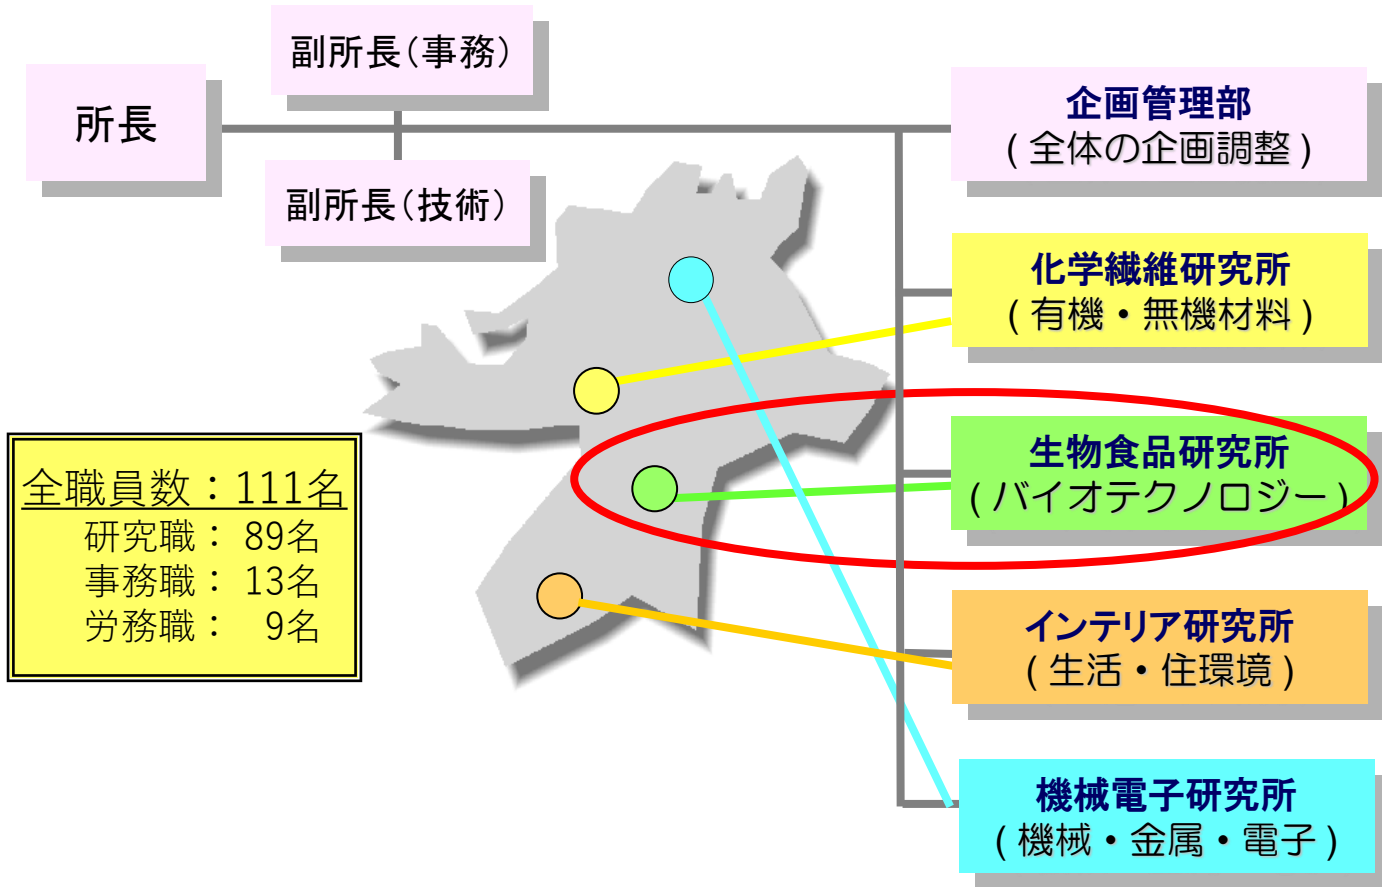 副所長(事務)
所長
副所長(技術)
企画管理部
(全体の企画調整)
化学繊維研究所
(有機・無機材料)
生物食品研究所
(バイオテクノロジー)
インテリア研究所
(生活・住環境)
機械電子研究所
(機械・金属・電子)
全職員数：111名
研究職： 89名
事務職： 13名
労務職： 9名